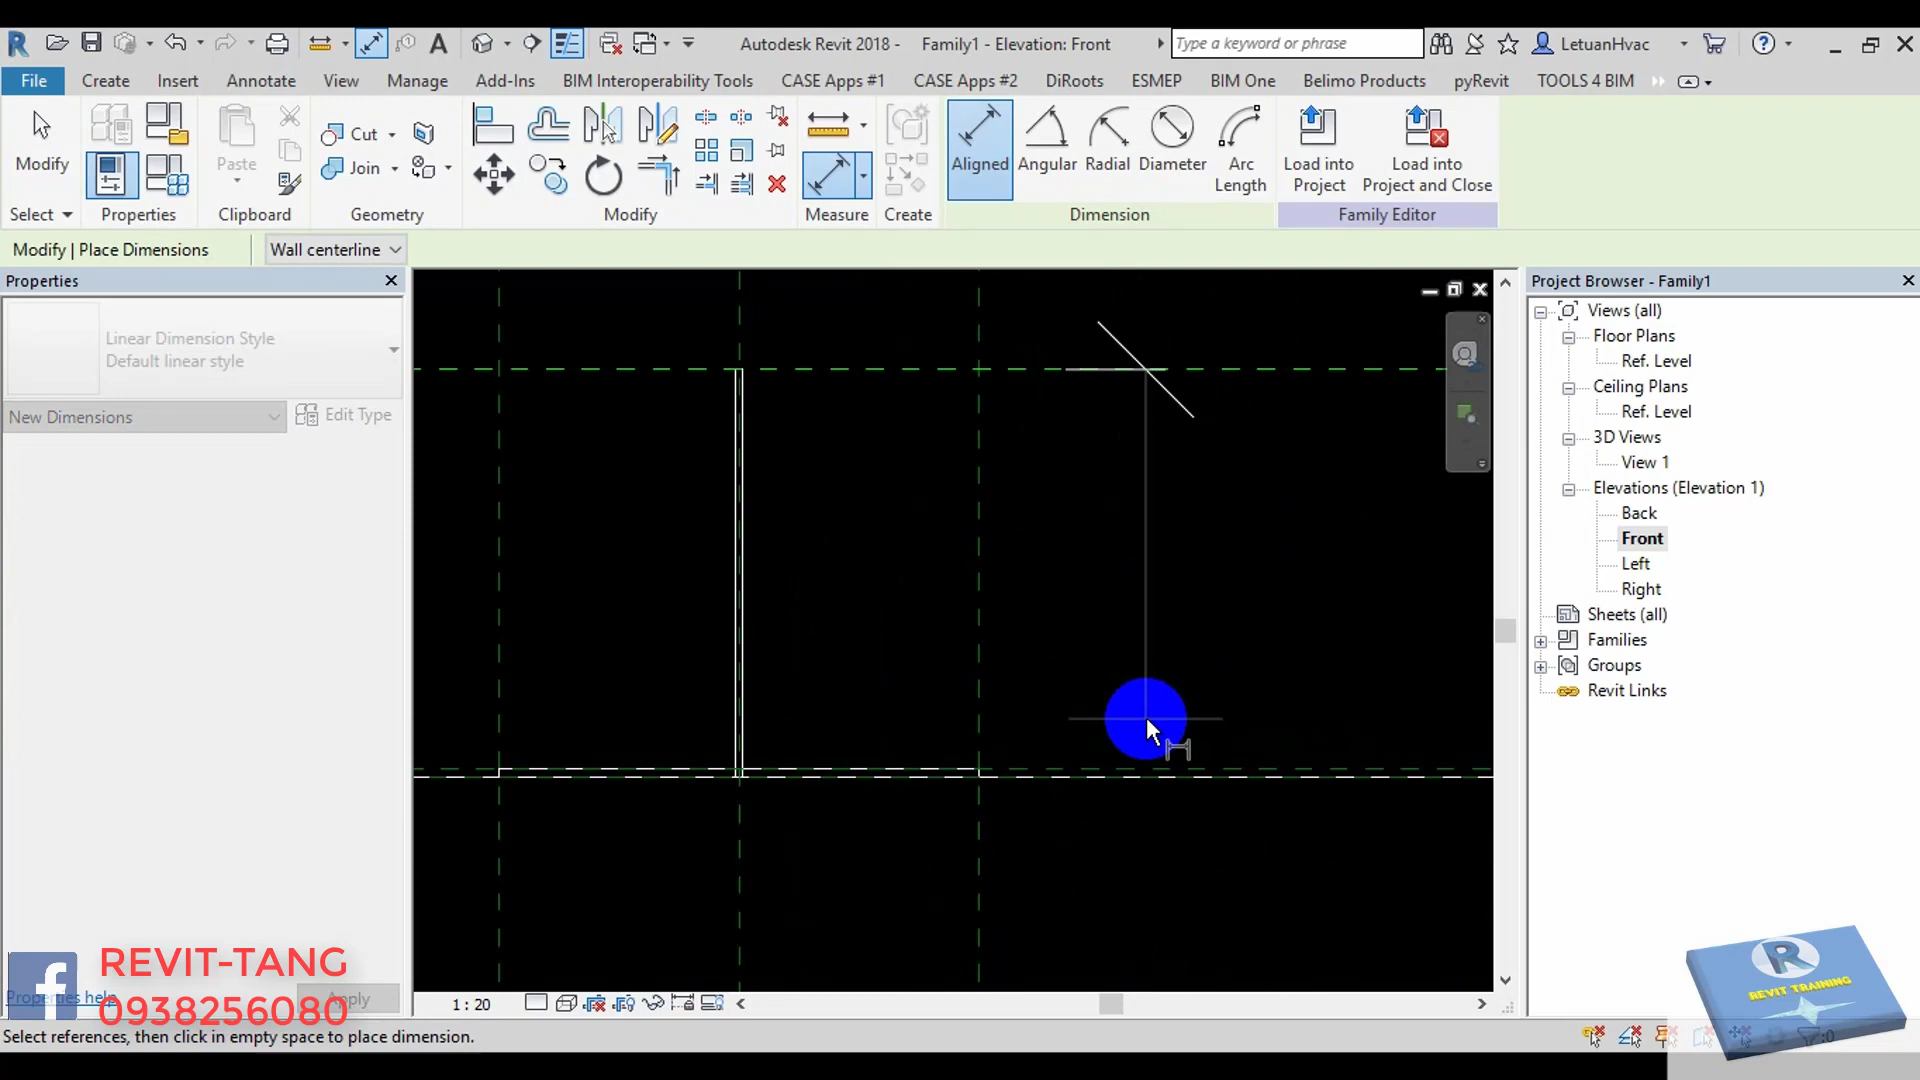 Autodesk Revit 2018 - Family1 - Elevation: Front
Type a keyword or phrase
LetuanHvac
File Create Insert Annotate View Manage Add-Ins BIM Interoperability Tools CASE Apps #1 CASE Apps #2 DiRoots ESMEP BIM One Belimo Products pyRevit TOOLS 4 BIM
Modify
Paste
Cut
Join
Aligned Angular Radial Diameter Arc Length
Load into Project
Load into Project and Close
Select Properties Clipboard Geometry Modify Measure Create Dimension Family Editor
Modify | Place Dimensions
Wall centerline
Properties
Linear Dimension Style
Default linear style
New Dimensions
Edit Type
Project Browser - Family1
Views (all)
Floor Plans
Ref. Level
Ceiling Plans
Ref. Level
3D Views
View 1
Elevations (Elevation 1)
Back
Front
Left
Right
Sheets (all)
Families
Groups
Revit Links
REVIT-TANG
Properties help
Apply
0938256080
1 : 20
R
REVIT TRAINING
Select references, then click in empty space to place dimension.
:0